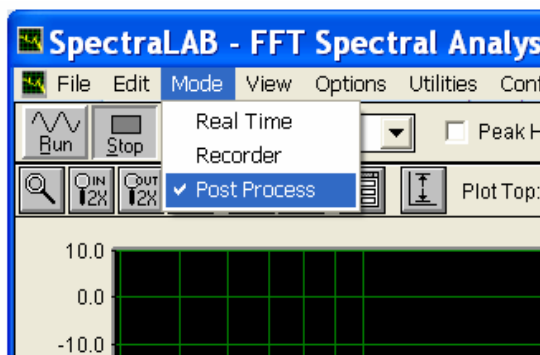 SpectraLAB - FFT Spectral Analys
File Edit Mode View Options Utilities Con
Run Stop
Real Time
Recorder
Post Process
Peak H
IN 2X OUT 2X
Plot Top:
10.0
0.0
-10.0